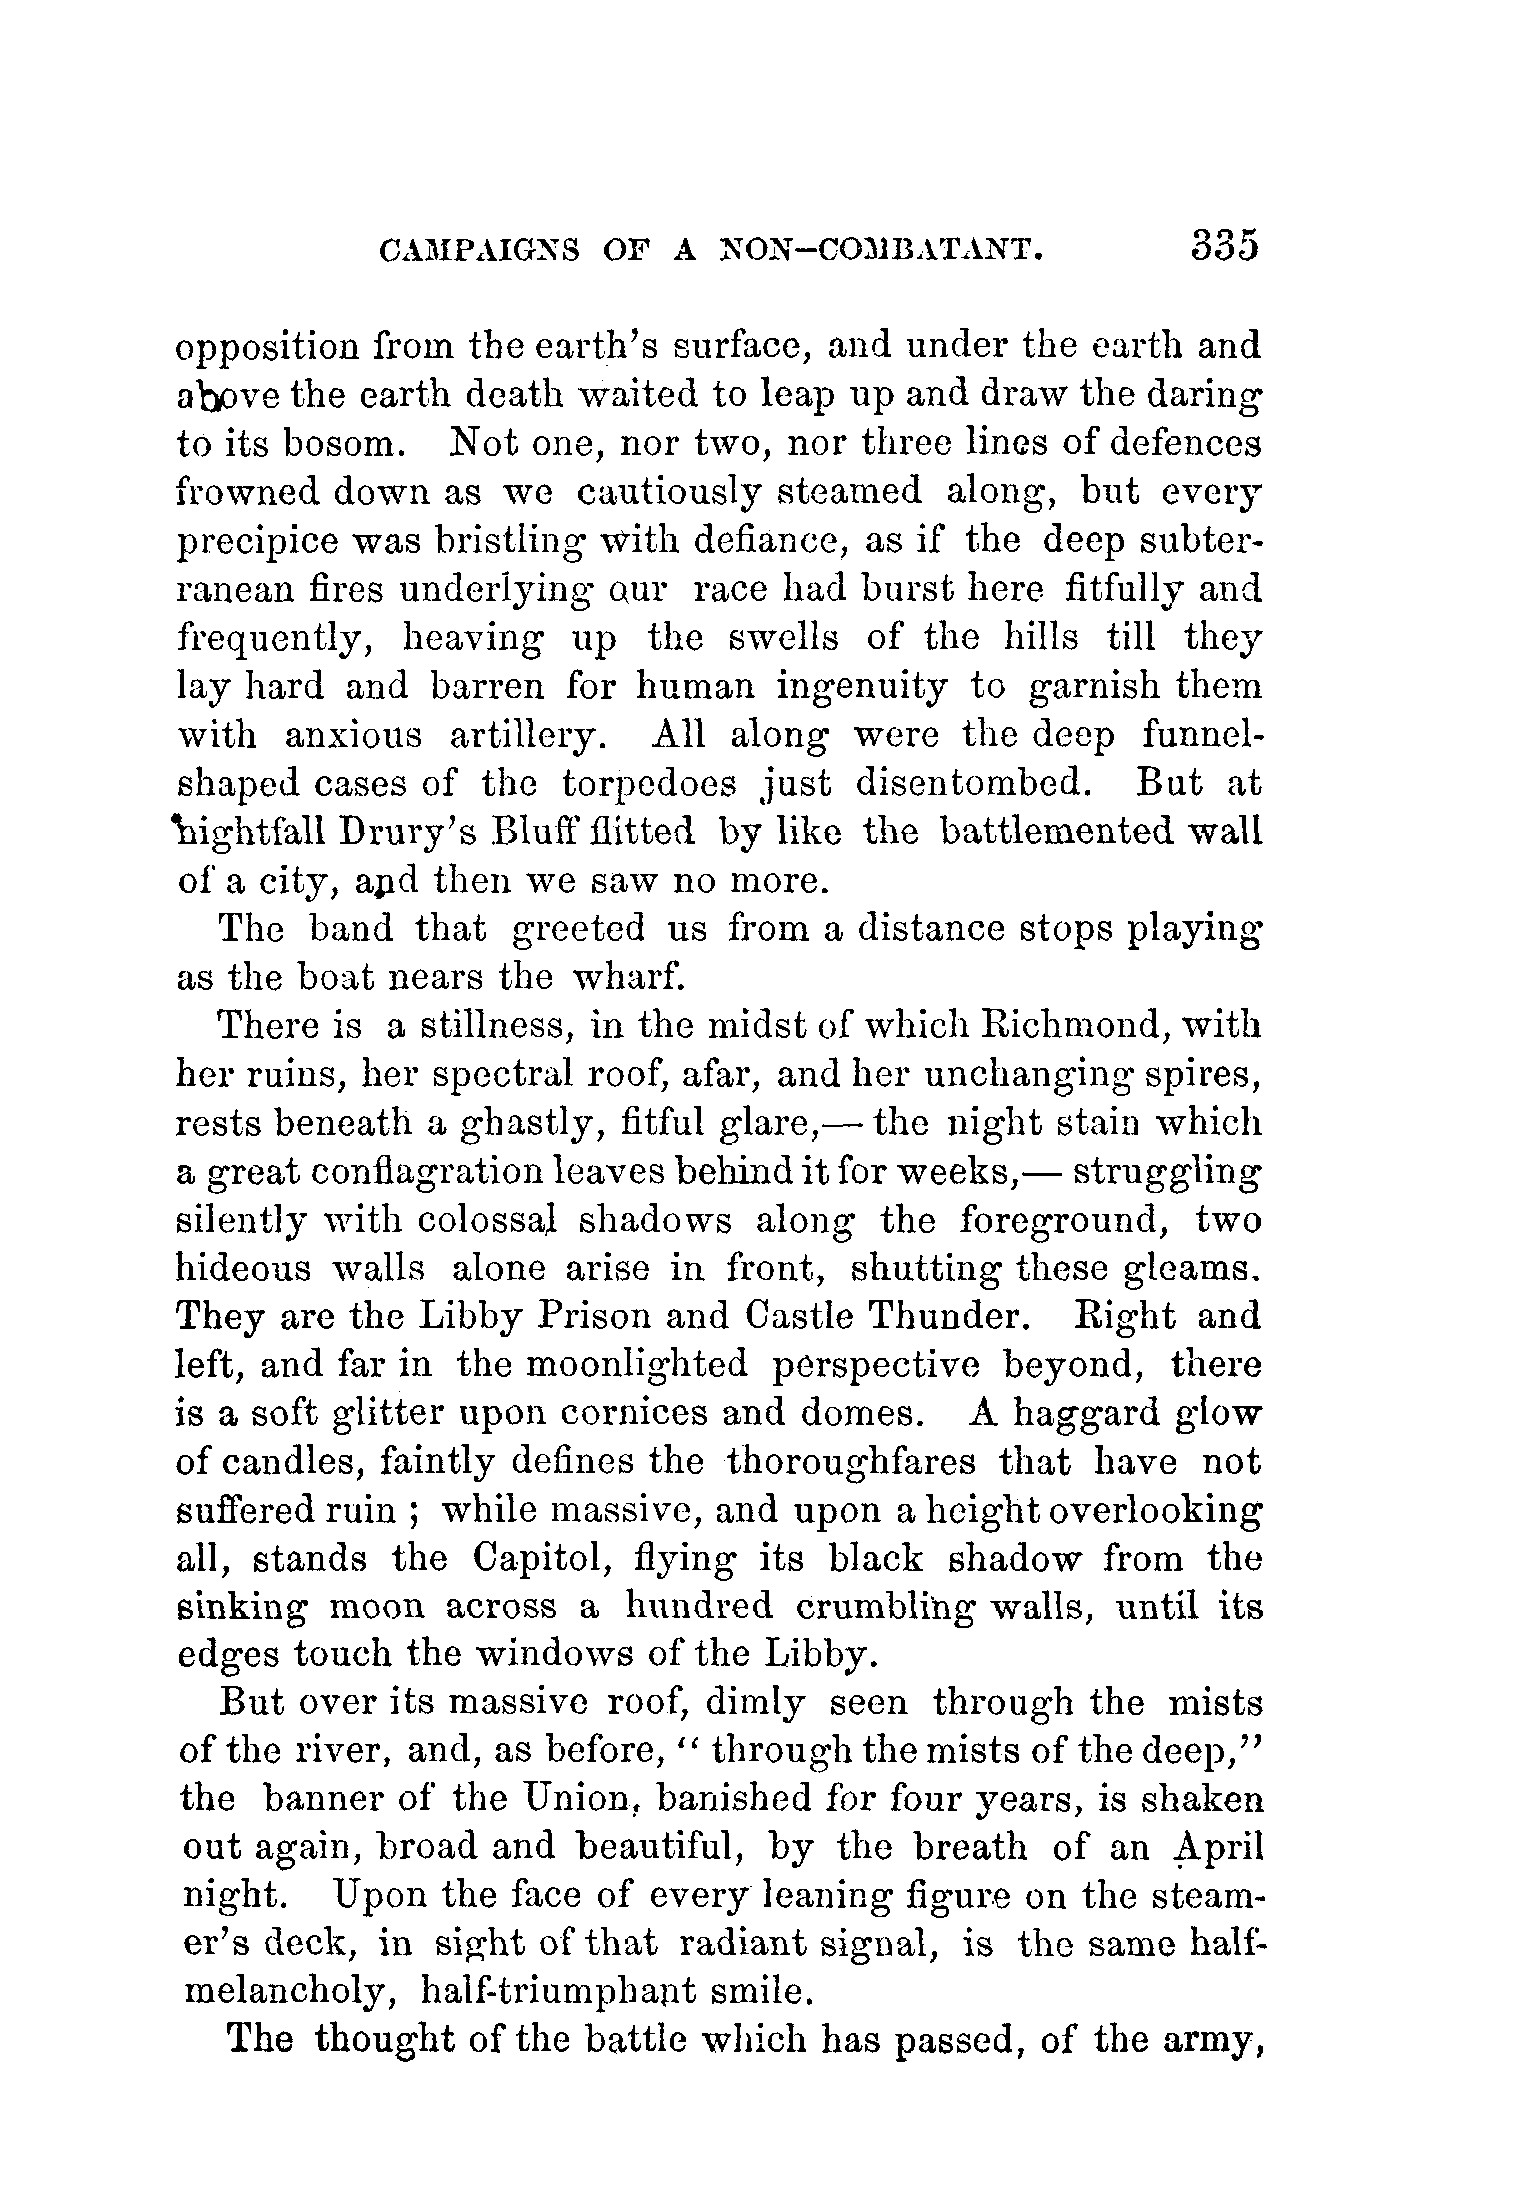 CAMPAIGNS OF A NON-COMBATANT. 335
opposition from the earth's surface, and under the earth and
above the earth death waited to leap up and draw the daring
to its bosom. Not one, nor two, nor three lines of defences
frowned down as we cautiously steamed along, but every
precipice was bristling with defiance, as if the deep subter-
ranean fires underlying our race had burst here fitfully and
frequently, heaving up the swells of the hills till they
lay hard and barren for human ingenuity to garnish them
with anxious artillery. All along were the deep funnel-
shaped cases of the torpedoes just disentombed. But at
nightfall Drury's Bluff flitted by like the battlemented wall
of a city, and then we saw no more.
The band that greeted us from a distance stops playing
as the boat nears the wharf.
There is a stillness, in the midst of which Richmond, with
her ruins, her spectral roof, afar, and her unchanging spires,
rests beneath a ghastly, fitful glare,— the night stain which
a great conflagration leaves behind it for weeks,— struggling
silently with colossal shadows along the foreground, two
hideous walls alone arise in front, shutting these gleams.
They are the Libby Prison and Castle Thunder. Right and
left, and far in the moonlighted perspective beyond, there
is a soft glitter upon cornices and domes. A haggard glow
of candles, faintly defines the thoroughfares that have not
suffered ruin ; while massive, and upon a height overlooking
all, stands the Capitol, flying its black shadow from the
sinking moon across a hundred crumbling walls, until its
edges touch the windows of the Libby.
But over its massive roof, dimly seen through the mists
of the river, and, as before, “ through the mists of the deep,”
the banner of the Union, banished for four years, is shaken
out again, broad and beautiful, by the breath of an April
night. Upon the face of every leaning figure on the steam-
er's deck, in sight of that radiant signal, is the same half-
melancholy, half-triumphant smile.
The thought of the battle which has passed, of the army,